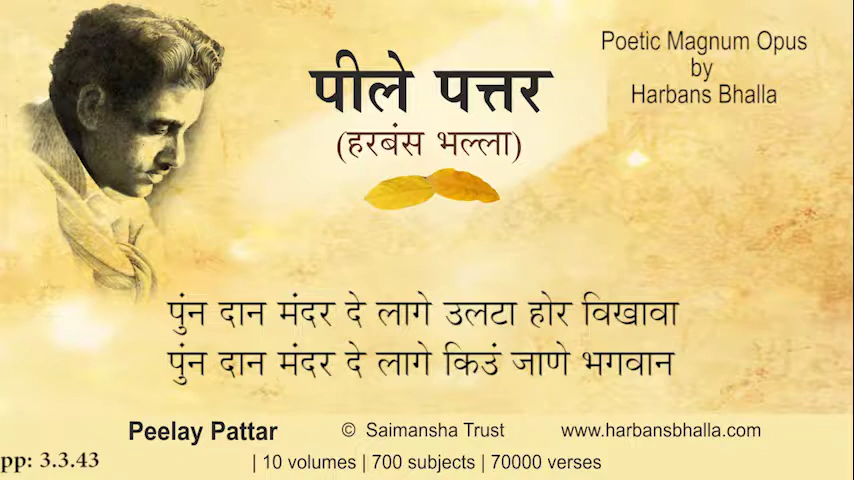 पीले पत्तर
(हरबंस भल्ला)
Poetic Magnum Opus
by
Harbans Bhalla
पुंन दान मंदर दे लागे उलटा होर विखावा
पुंन दान मंदर दे लागे किउं जाणे भगवान
Peelay Pattar © Saimansha Trust www.harbansbhalla.com
pp: 3.3.43 | 10 volumes | 700 subjects | 70000 verses